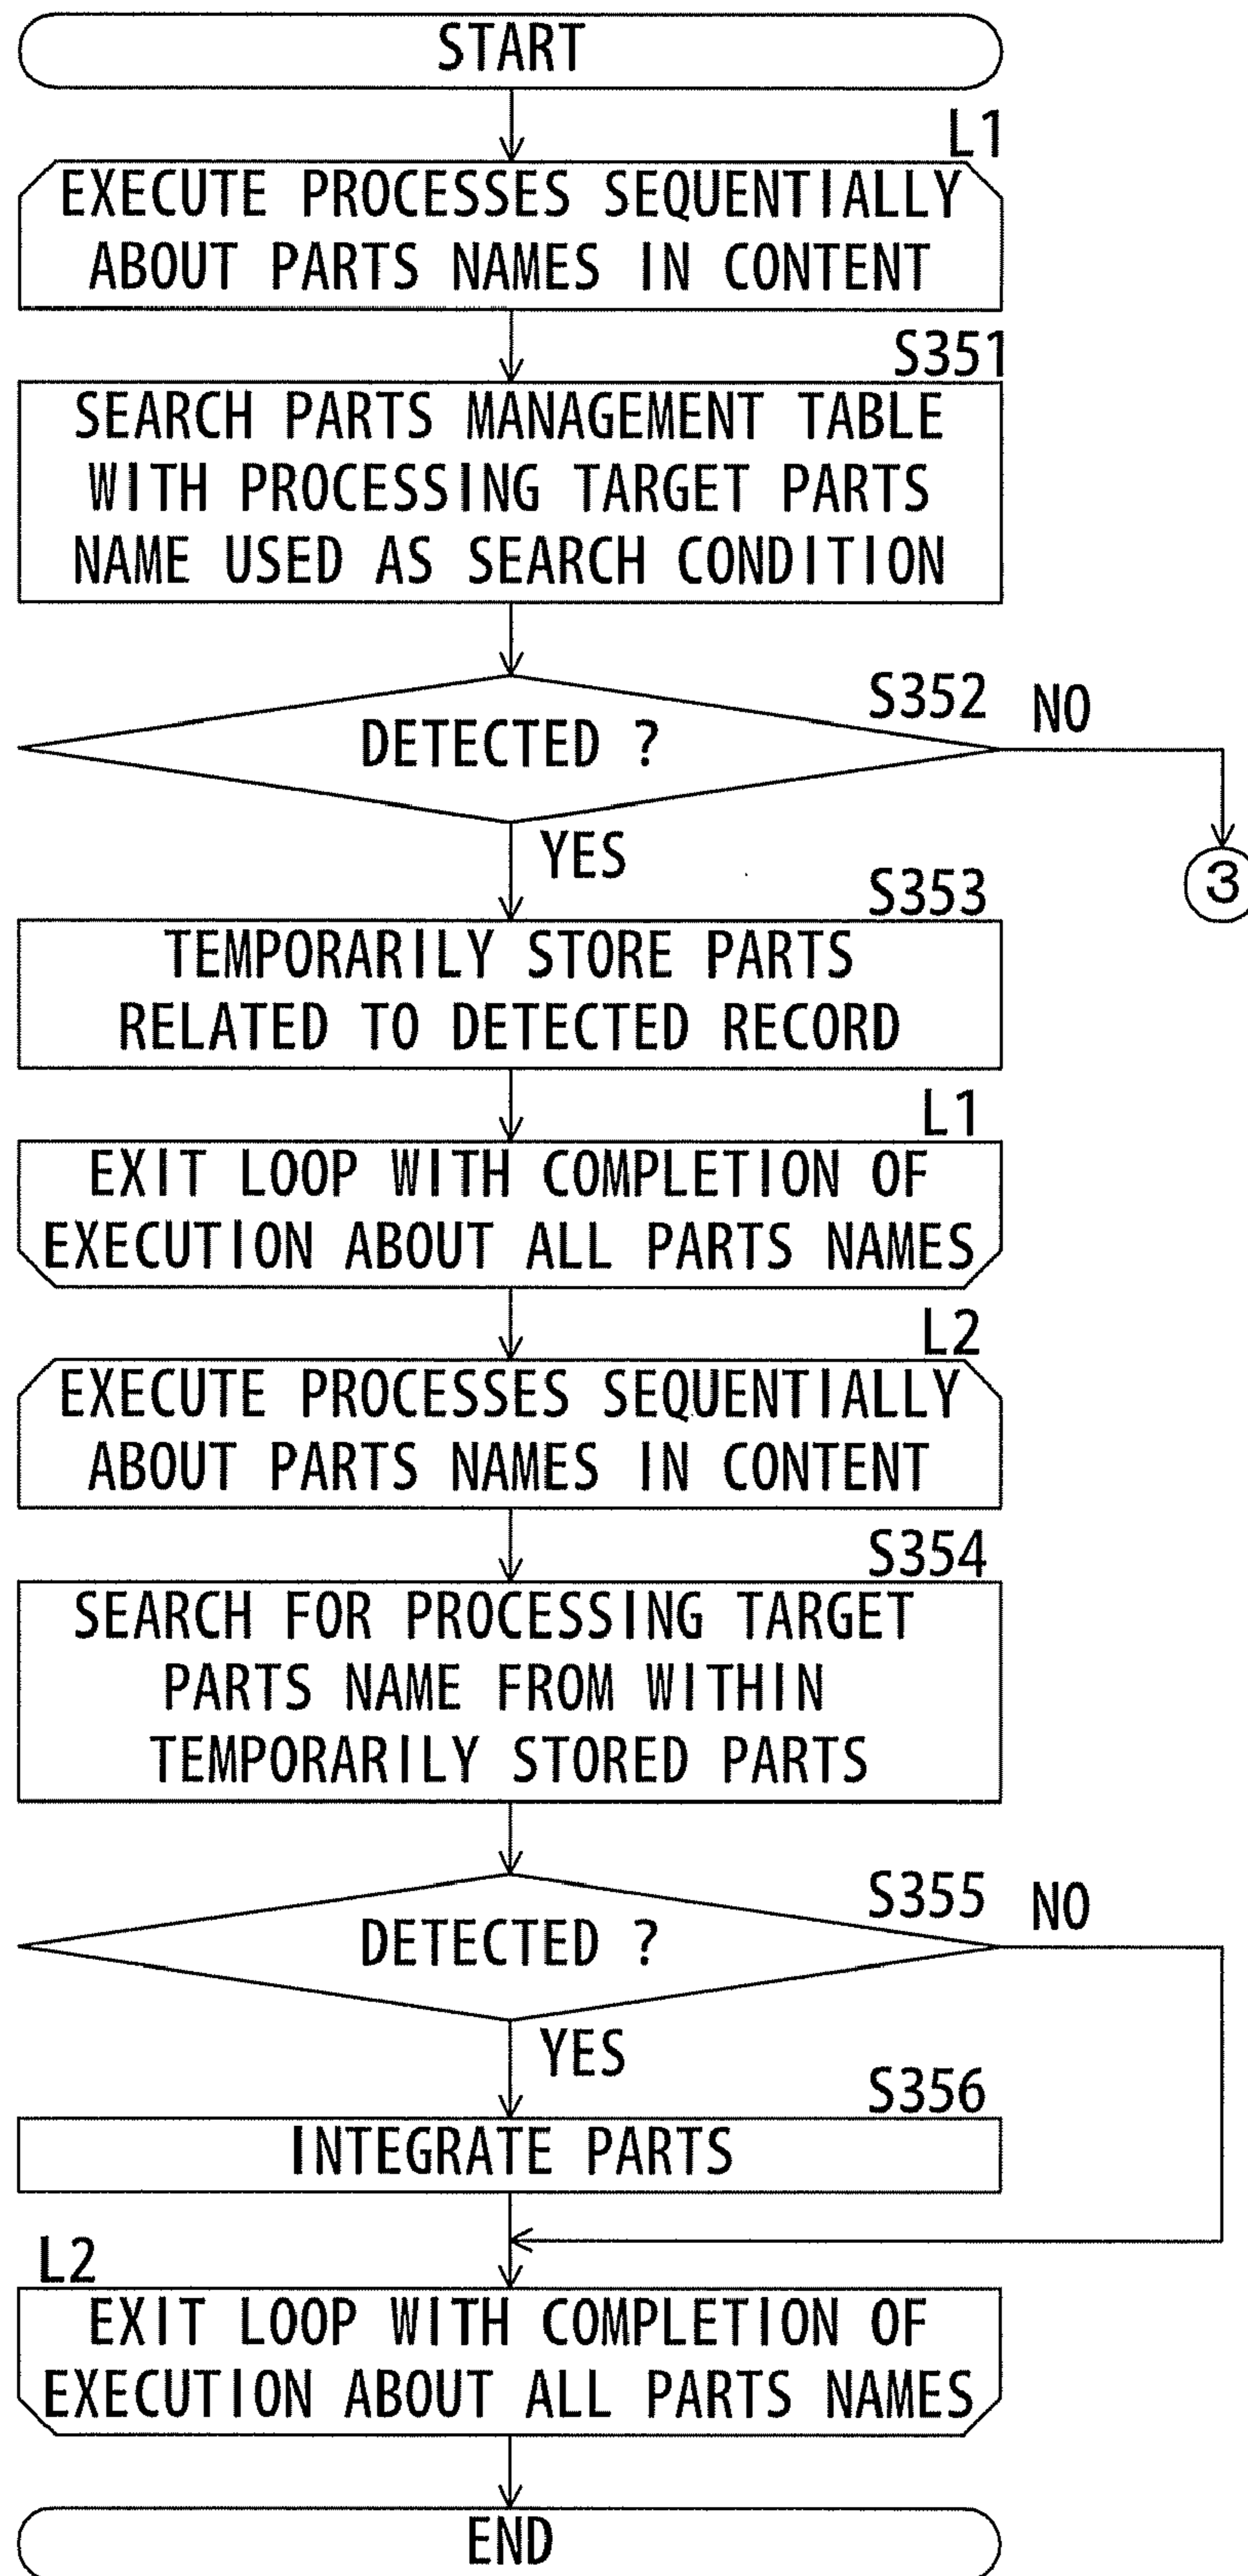 START
L1
EXECUTE PROCESSES SEQUENTIALLY
ABOUT PARTS NAMES IN CONTENT
S351
SEARCH PARTS MANAGEMENT TABLE
WITH PROCESSING TARGET PARTS
NAME USED AS SEARCH CONDITION
S352 NO
DETECTED ?
YES
3
S353
TEMPORARILY STORE PARTS
RELATED TO DETECTED RECORD
L1
EXIT LOOP WITH COMPLETION OF
EXECUTION ABOUT ALL PARTS NAMES
L2
EXECUTE PROCESSES SEQUENTIALLY
ABOUT PARTS NAMES IN CONTENT
S354
SEARCH FOR PROCESSING TARGET
PARTS NAME FROM WITHIN
TEMPORARILY STORED PARTS
S355 NO
DETECTED ?
YES
S356
INTEGRATE PARTS
L2
EXIT LOOP WITH COMPLETION OF
EXECUTION ABOUT ALL PARTS NAMES
END